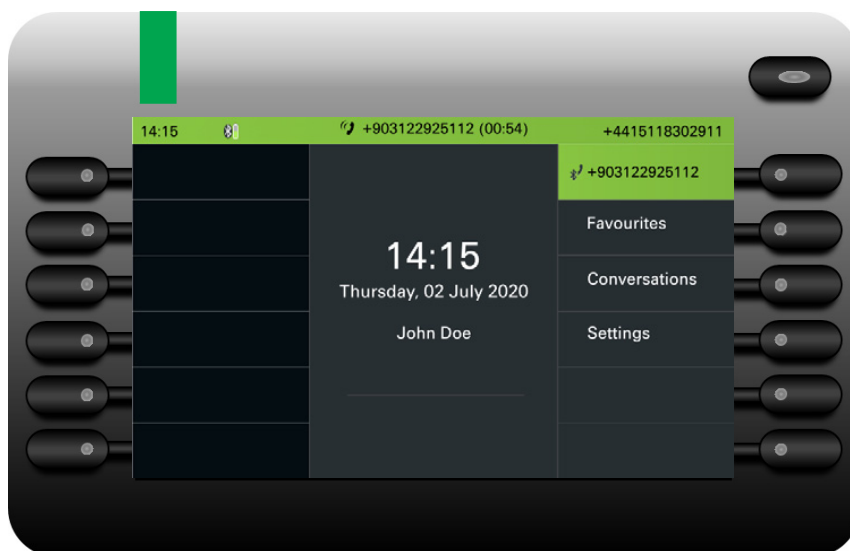 14:15 +903122925112 (00:54) +4415118302911
+903122925112
Favourites
14:15
Thursday, 02 July 2020
Conversations
John Doe
Settings